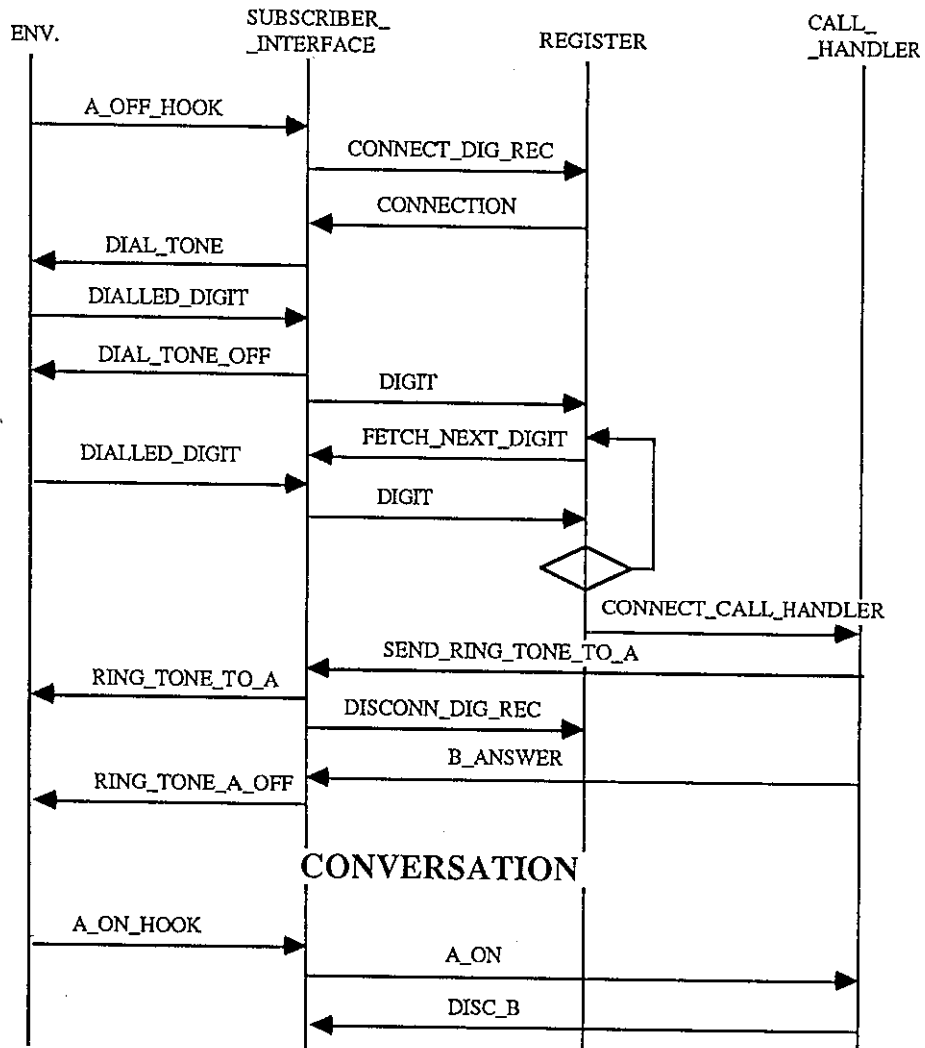 ENV.
SUBSCRIBER_
_INTERFACE
REGISTER
CALL_
_HANDLER
A_OFF_HOOK
CONNECT_DIG_REC
CONNECTION
DIAL_TONE
DIALLED_DIGIT
DIAL_TONE_OFF
DIGIT
FETCH_NEXT_DIGIT
DIALLED_DIGIT
DIGIT
CONNECT_CALL_HANDLER
SEND_RING_TONE_TO_A
RING_TONE_TO_A
DISCONN_DIG_REC
B_ANSWER
RING_TONE_A_OFF
CONVERSATION
A_ON_HOOK
A_ON
DISC_B